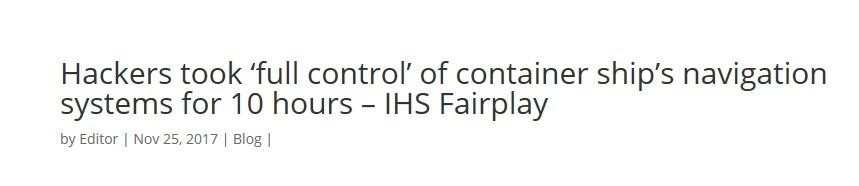 Hackers took ‘full control’ of container ship’s navigation
systems for 10 hours – IHS Fairplay
by Editor | Nov 25, 2017 | Blog |